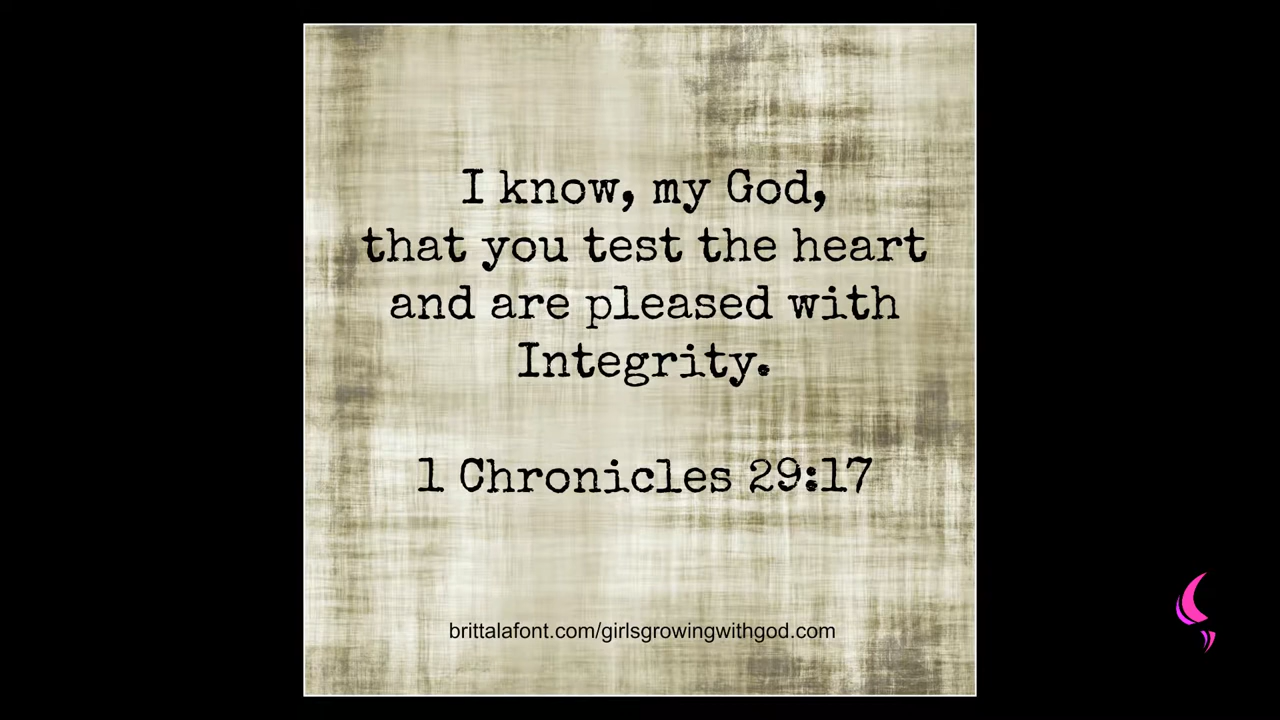 I know, my God,
that you test the heart
and are pleased with
Integrity.
1 Chronicles 29:17
brittalafont.com/girlsgrowingwithgod.com